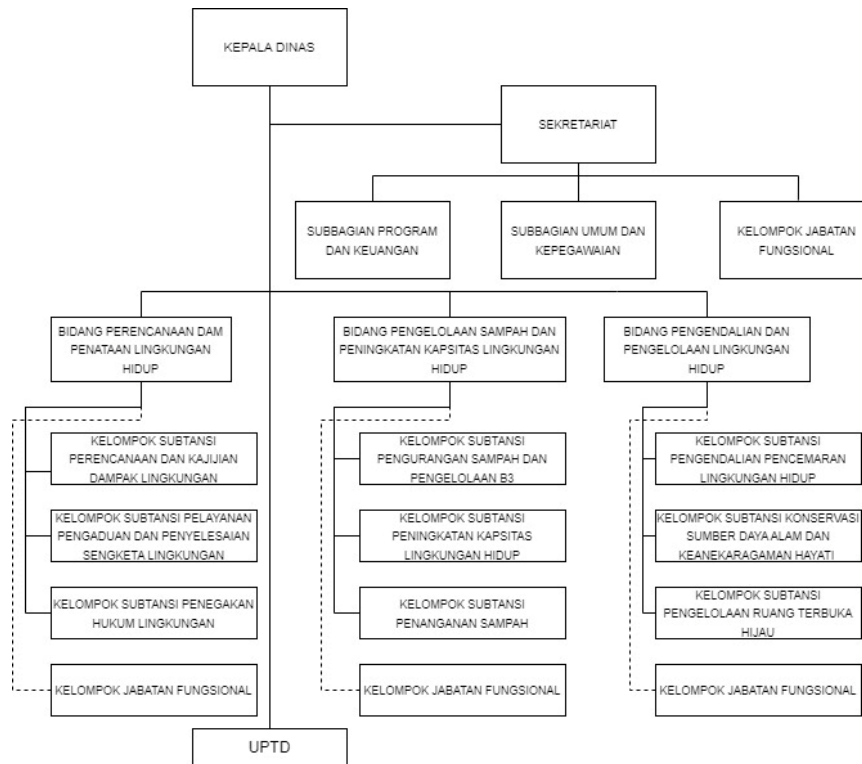 KEPALA DINAS
SEKRETARIAT
SUBBAGIAN PROGRAM
DAN KEUANGAN
SUBBAGIAN UMUM DAN
KEPEGAWAIAN
KELOMPOK JABATAN
FUNGSIONAL
BIDANG PERENCANAAN DAM
PENATAAN LINGKUNGAN
HIDUP
BIDANG PENGELOLAAN SAMPAH DAN
PENINGKATAN KAPSITAS LINGKUNGAN
HIDUP
BIDANG PENGENDALIAN DAN
PENGELOLAAN LINGKUNGAN
HIDUP
KELOMPOK SUBTANSI
PERENCANAAN DAN KAJIJIAN
DAMPAK LINGKUNGAN
KELOMPOK SUBTANSI PELAYANAN
PENGADUAN DAN PENYELESAIAN
SENGKETA LINGKUNGAN
KELOMPOK SUBTANSI PENEGAKAN
HUKUM LINGKUNGAN
KELOMPOK JABATAN FUNGSIONAL
KELOMPOK SUBTANSI
PENGURANGAN SAMPAH DAN
PENGELOLAAN B3
KELOMPOK SUBTANSI
PENINGKATAN KAPSITAS
LINGKUNGAN HIDUP
KELOMPOK SUBTANSI
PENANGANAN SAMPAH
KELOMPOK JABATAN FUNGSIONAL
KELOMPOK SUBTANSI
PENGENDALIAN PENCEMARAN
LINGKUNGAN HIDUP
KELOMPOK SUBTANSI KONSERVASI
SUMBER DAYA ALAM DAN
KEANEKARAGAMAN HAYATI
KELOMPOK SUBTANSI
PENGELOLAAN RUANG TERBUKA
HIJAU
KELOMPOK JABATAN FUNGSIONAL
UPTD